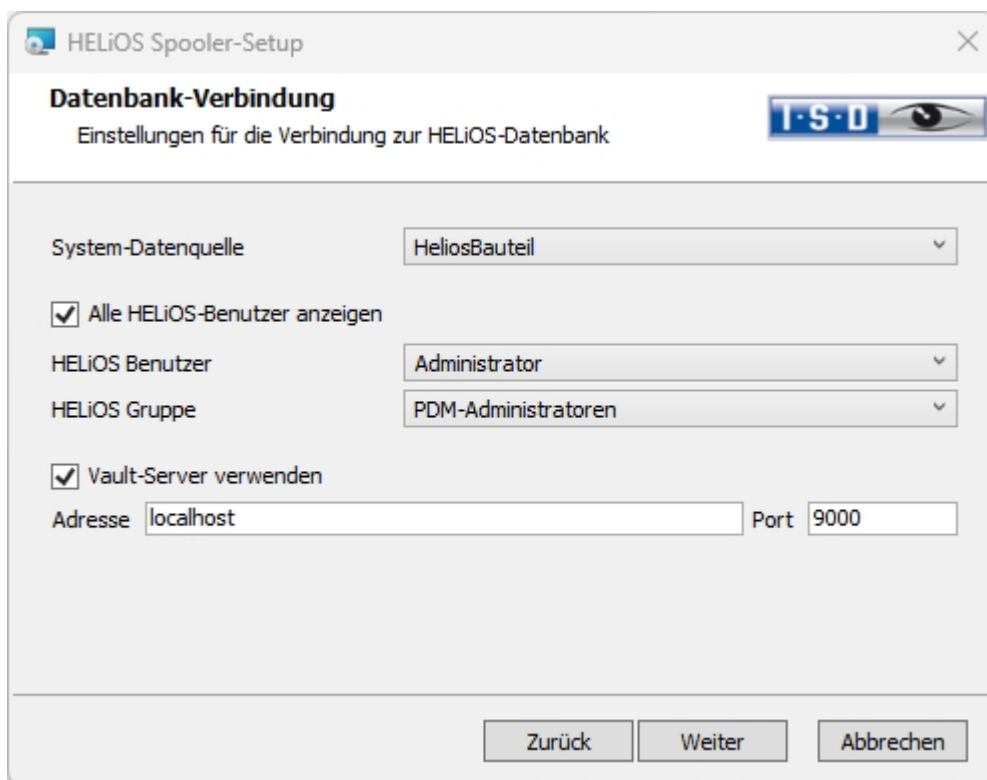 HELiOS Spooler-Setup
Datenbank-Verbindung
Einstellungen für die Verbindung zur HELiOS-Datenbank
I·S·D
System-Datenquelle HeliosBauteil
Alle HELiOS-Benutzer anzeigen
HELiOS Benutzer Administrator
HELiOS Gruppe PDM-Administratoren
Vault-Server verwenden
Adresse localhost Port 9000
Zurück Weiter Abbrechen